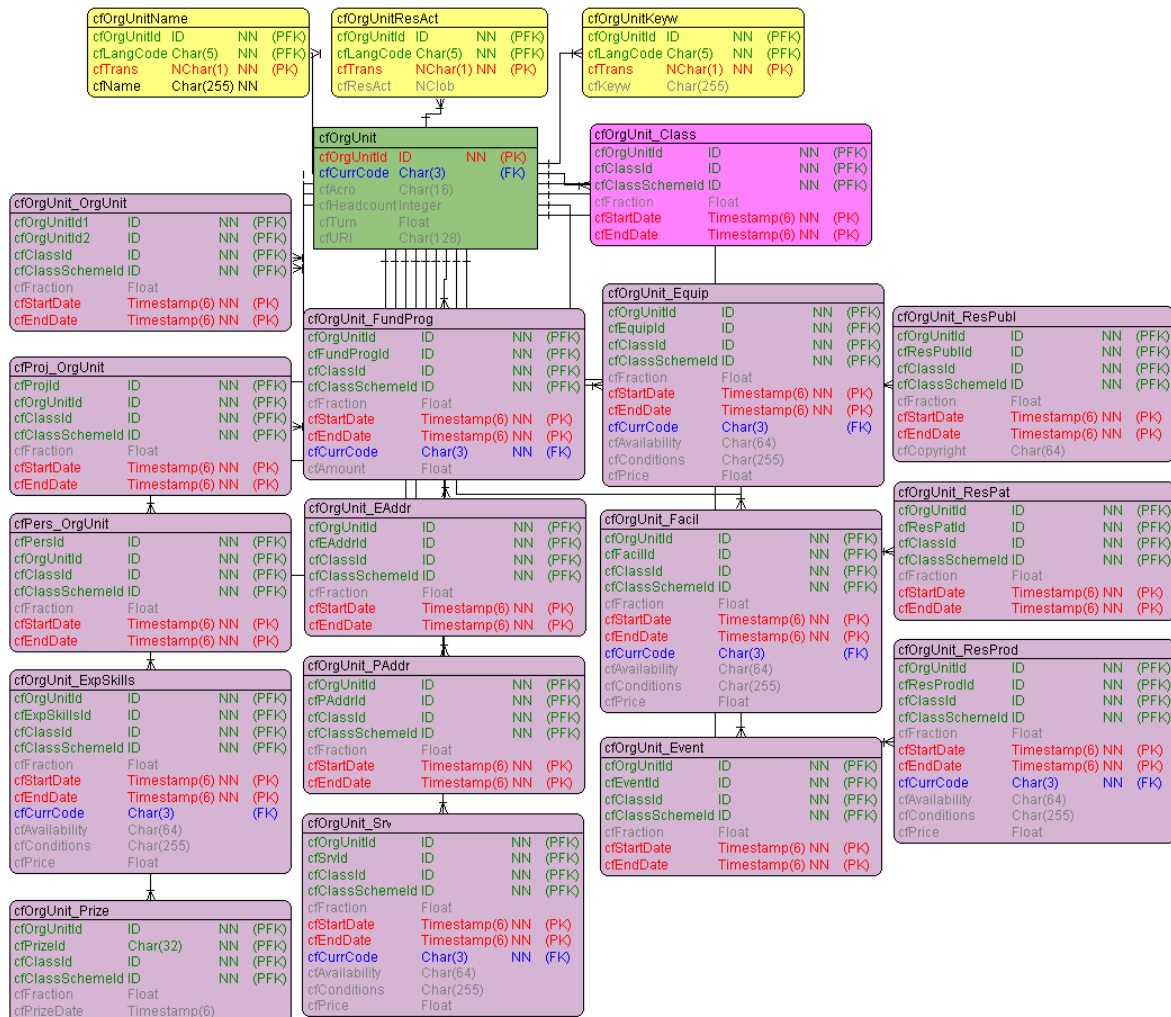 cfOrgUnitName
cfOrgUnitId ID NN (PFK)
cfLangCode Char(5) NN (PFK)
cfTrans NChar(1) NN (PK)
cfName Char(255) NN
cfOrgUnitResAct
cfOrgUnitId ID NN (PFK)
cfLangCode Char(5) NN (PFK)
cfTrans NChar(1) NN (PK)
cfResAct NClob
cfOrgUnitKeyw
cfOrgUnitId ID NN (PFK)
cfLangCode Char(5) NN (PFK)
cfTrans NChar(1) NN (PK)
cfKeyw Char(255)
cfOrgUnit
cfOrgUnitId ID NN (PK)
cfCurrCode Char(3) (FK)
cfAcro Char(16)
cfHeadcount Integer
cfTurn Float
cfURI Char(128)
cfOrgUnit_Class
cfOrgUnitId ID NN (PFK)
cfClassId ID NN (PFK)
cfClassSchemeId ID NN (PFK)
cfFraction Float
cfStartDate Timestamp(6) NN (PK)
cfEndDate Timestamp(6) NN (PK)
cfOrgUnit_OrgUnit
cfOrgUnitId1 ID NN (PFK)
cfOrgUnitId2 ID NN (PFK)
cfClassId ID NN (PFK)
cfClassSchemeId ID NN (PFK)
cfFraction Float
cfStartDate Timestamp(6) NN (PK)
cfEndDate Timestamp(6) NN (PK)
cfProj_OrgUnit
cfProjId ID NN (PFK)
cfOrgUnitId ID NN (PFK)
cfClassId ID NN (PFK)
cfClassSchemeId ID NN (PFK)
cfFraction Float
cfStartDate Timestamp(6) NN (PK)
cfEndDate Timestamp(6) NN (PK)
cfPers_OrgUnit
cfPersId ID NN (PFK)
cfOrgUnitId ID NN (PFK)
cfClassId ID NN (PFK)
cfClassSchemeId ID NN (PFK)
cfFraction Float
cfStartDate Timestamp(6) NN (PK)
cfEndDate Timestamp(6) NN (PK)
cfOrgUnit_ExpSkills
cfOrgUnitId ID NN (PFK)
cfExpSkillsId ID NN (PFK)
cfClassId ID NN (PFK)
cfClassSchemeId ID NN (PFK)
cfFraction Float
cfStartDate Timestamp(6) NN (PK)
cfEndDate Timestamp(6) NN (PK)
cfCurrCode Char(3) (FK)
cfAvailability Char(64)
cfConditions Char(255)
cfPrice Float
cfOrgUnit_Prize
cfOrgUnitId ID NN (PFK)
cfPrizeId Char(32) NN (PFK)
cfClassId ID NN (PFK)
cfClassSchemeId ID NN (PFK)
cfFraction Float
cfPrizeDate Timestamp(6)
cfOrgUnit_FundProg
cfOrgUnitId ID NN (PFK)
cfFundProgId ID NN (PFK)
cfClassId ID NN (PFK)
cfClassSchemeId ID NN (PFK)
cfFraction Float
cfStartDate Timestamp(6) NN (PK)
cfEndDate Timestamp(6) NN (PK)
cfCurrCode Char(3) NN (FK)
cfAmount Float
cfOrgUnit_EAddr
cfOrgUnitId ID NN (PFK)
cfEAddrId ID NN (PFK)
cfClassId ID NN (PFK)
cfClassSchemeId ID NN (PFK)
cfFraction Float
cfStartDate Timestamp(6) NN (PK)
cfEndDate Timestamp(6) NN (PK)
cfOrgUnit_PAddr
cfOrgUnitId ID NN (PFK)
cfPAddrId ID NN (PFK)
cfClassId ID NN (PFK)
cfClassSchemeId ID NN (PFK)
cfFraction Float
cfStartDate Timestamp(6) NN (PK)
cfEndDate Timestamp(6) NN (PK)
cfOrgUnit_Srv
cfOrgUnitId ID NN (PFK)
cfSrvId ID NN (PFK)
cfClassId ID NN (PFK)
cfClassSchemeId ID NN (PFK)
cfFraction Float
cfStartDate Timestamp(6) NN (PK)
cfEndDate Timestamp(6) NN (PK)
cfCurrCode Char(3) NN (FK)
cfAvailability Char(64)
cfConditions Char(255)
cfPrice Float
cfOrgUnit_Equip
cfOrgUnitId ID NN (PFK)
cfEquipId ID NN (PFK)
cfClassId ID NN (PFK)
cfClassSchemeId ID NN (PFK)
cfFraction Float
cfStartDate Timestamp(6) NN (PK)
cfEndDate Timestamp(6) NN (PK)
cfCurrCode Char(3) (FK)
cfAvailability Char(64)
cfConditions Char(255)
cfPrice Float
cfOrgUnit_Facil
cfOrgUnitId ID NN (PFK)
cfFacilId ID NN (PFK)
cfClassId ID NN (PFK)
cfClassSchemeId ID NN (PFK)
cfFraction Float
cfStartDate Timestamp(6) NN (PK)
cfEndDate Timestamp(6) NN (PK)
cfCurrCode Char(3) (FK)
cfAvailability Char(64)
cfConditions Char(255)
cfPrice Float
cfOrgUnit_Event
cfOrgUnitId ID NN (PFK)
cfEventId ID NN (PFK)
cfClassId ID NN (PFK)
cfClassSchemeId ID NN (PFK)
cfFraction Float
cfStartDate Timestamp(6) NN (PK)
cfEndDate Timestamp(6) NN (PK)
cfOrgUnit_ResPubl
cfOrgUnitId ID NN (PFK)
cfResPublId ID NN (PFK)
cfClassId ID NN (PFK)
cfClassSchemeId ID NN (PFK)
cfFraction Float
cfStartDate Timestamp(6) NN (PK)
cfEndDate Timestamp(6) NN (PK)
cfCopyright Char(64)
cfOrgUnit_ResPat
cfOrgUnitId ID NN (PFK)
cfResPatId ID NN (PFK)
cfClassId ID NN (PFK)
cfClassSchemeId ID NN (PFK)
cfFraction Float
cfStartDate Timestamp(6) NN (PK)
cfEndDate Timestamp(6) NN (PK)
cfOrgUnit_ResProd
cfOrgUnitId ID NN (PFK)
cfResProdId ID NN (PFK)
cfClassId ID NN (PFK)
cfClassSchemeId ID NN (PFK)
cfFraction Float
cfStartDate Timestamp(6) NN (PK)
cfEndDate Timestamp(6) NN (PK)
cfCurrCode Char(3) NN (FK)
cfAvailability Char(64)
cfConditions Char(255)
cfPrice Float